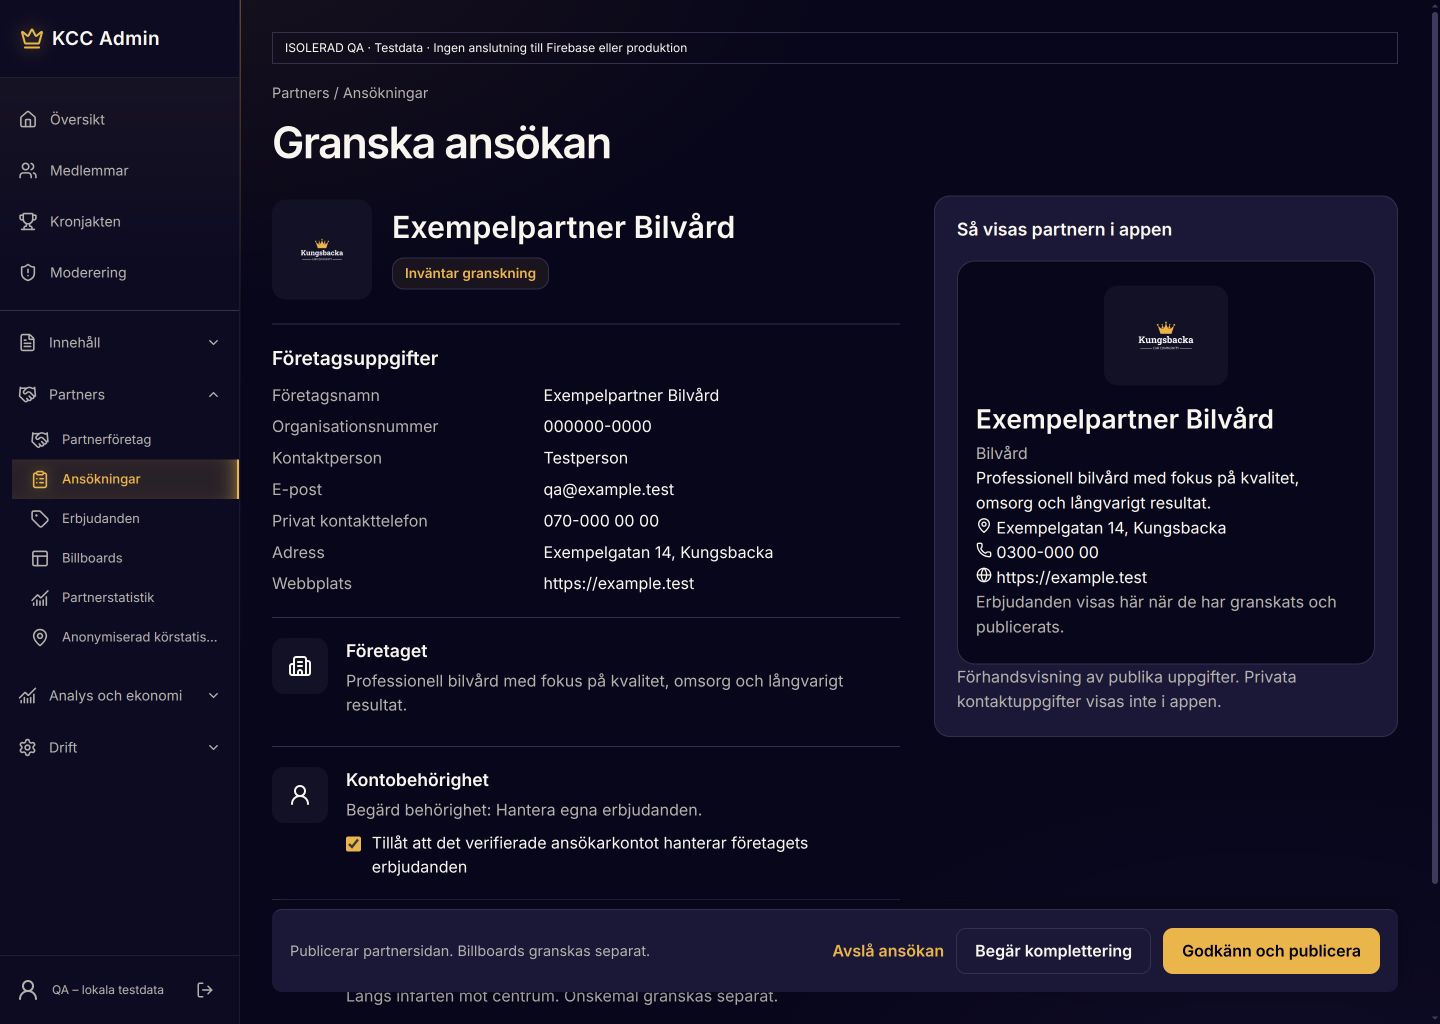 KCC Admin
Översikt
Medlemmar
Kronjakten
Moderering
Innehåll
Partners
Partnerföretag
Ansökningar
Erbjudanden
Billboards
Partnerstatistik
Anonymiserad körstatis...
Analys och ekonomi
Drift
QA – lokala testdata
ISOLERAD QA · Testdata · Ingen anslutning till Firebase eller produktion
Partners / Ansökningar
Granska ansökan
Kungsbacka
Exempelpartner Bilvård
Inväntar granskning
Företagsuppgifter
Företagsnamn Exempelpartner Bilvård
Organisationsnummer 000000-0000
Kontaktperson Testperson
E-post qa@example.test
Privat kontakttelefon 070-000 00 00
Adress Exempelgatan 14, Kungsbacka
Webbplats https://example.test
Företaget
Professionell bilvård med fokus på kvalitet, omsorg och långvarigt
resultat.
Kontobehörighet
Begärd behörighet: Hantera egna erbjudanden.
Tillåt att det verifierade ansökarkontot hanterar företagets
erbjudanden
Så visas partnern i appen
Kungsbacka
Exempelpartner Bilvård
Bilvård
Professionell bilvård med fokus på kvalitet,
omsorg och långvarigt resultat.
Exempelgatan 14, Kungsbacka
0300-000 00
https://example.test
Erbjudanden visas här när de har granskats och
publicerats.
Förhandsvisning av publika uppgifter. Privata
kontaktuppgifter visas inte i appen.
Publicerar partnersidan. Billboards granskas separat.
Avslå ansökan
Begär komplettering
Godkänn och publicera
Längs infarten mot centrum. Önskemål granskas separat.